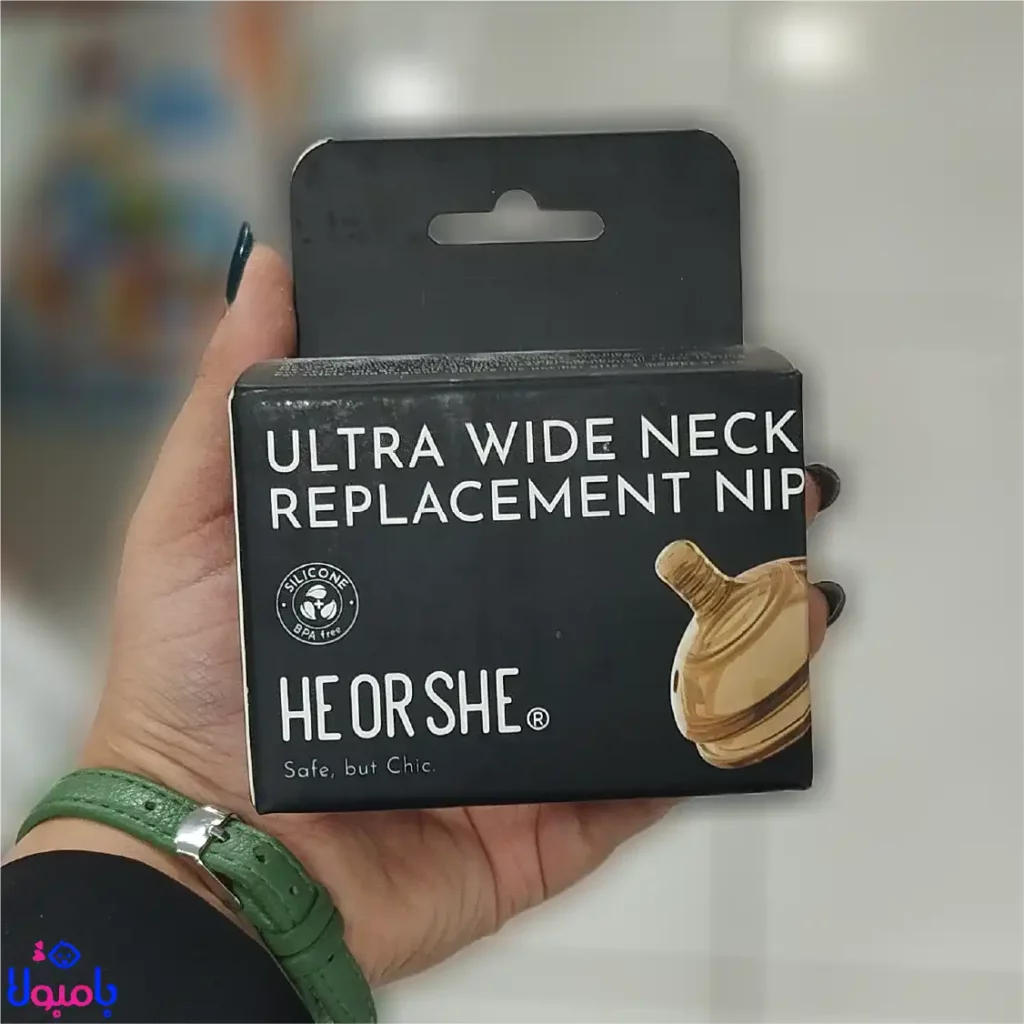 ULTRA WIDE NECK
REPLACEMENT NIP
SILICONE
BPA free
HE OR SHE®
Safe, but Chic.
بامبولا